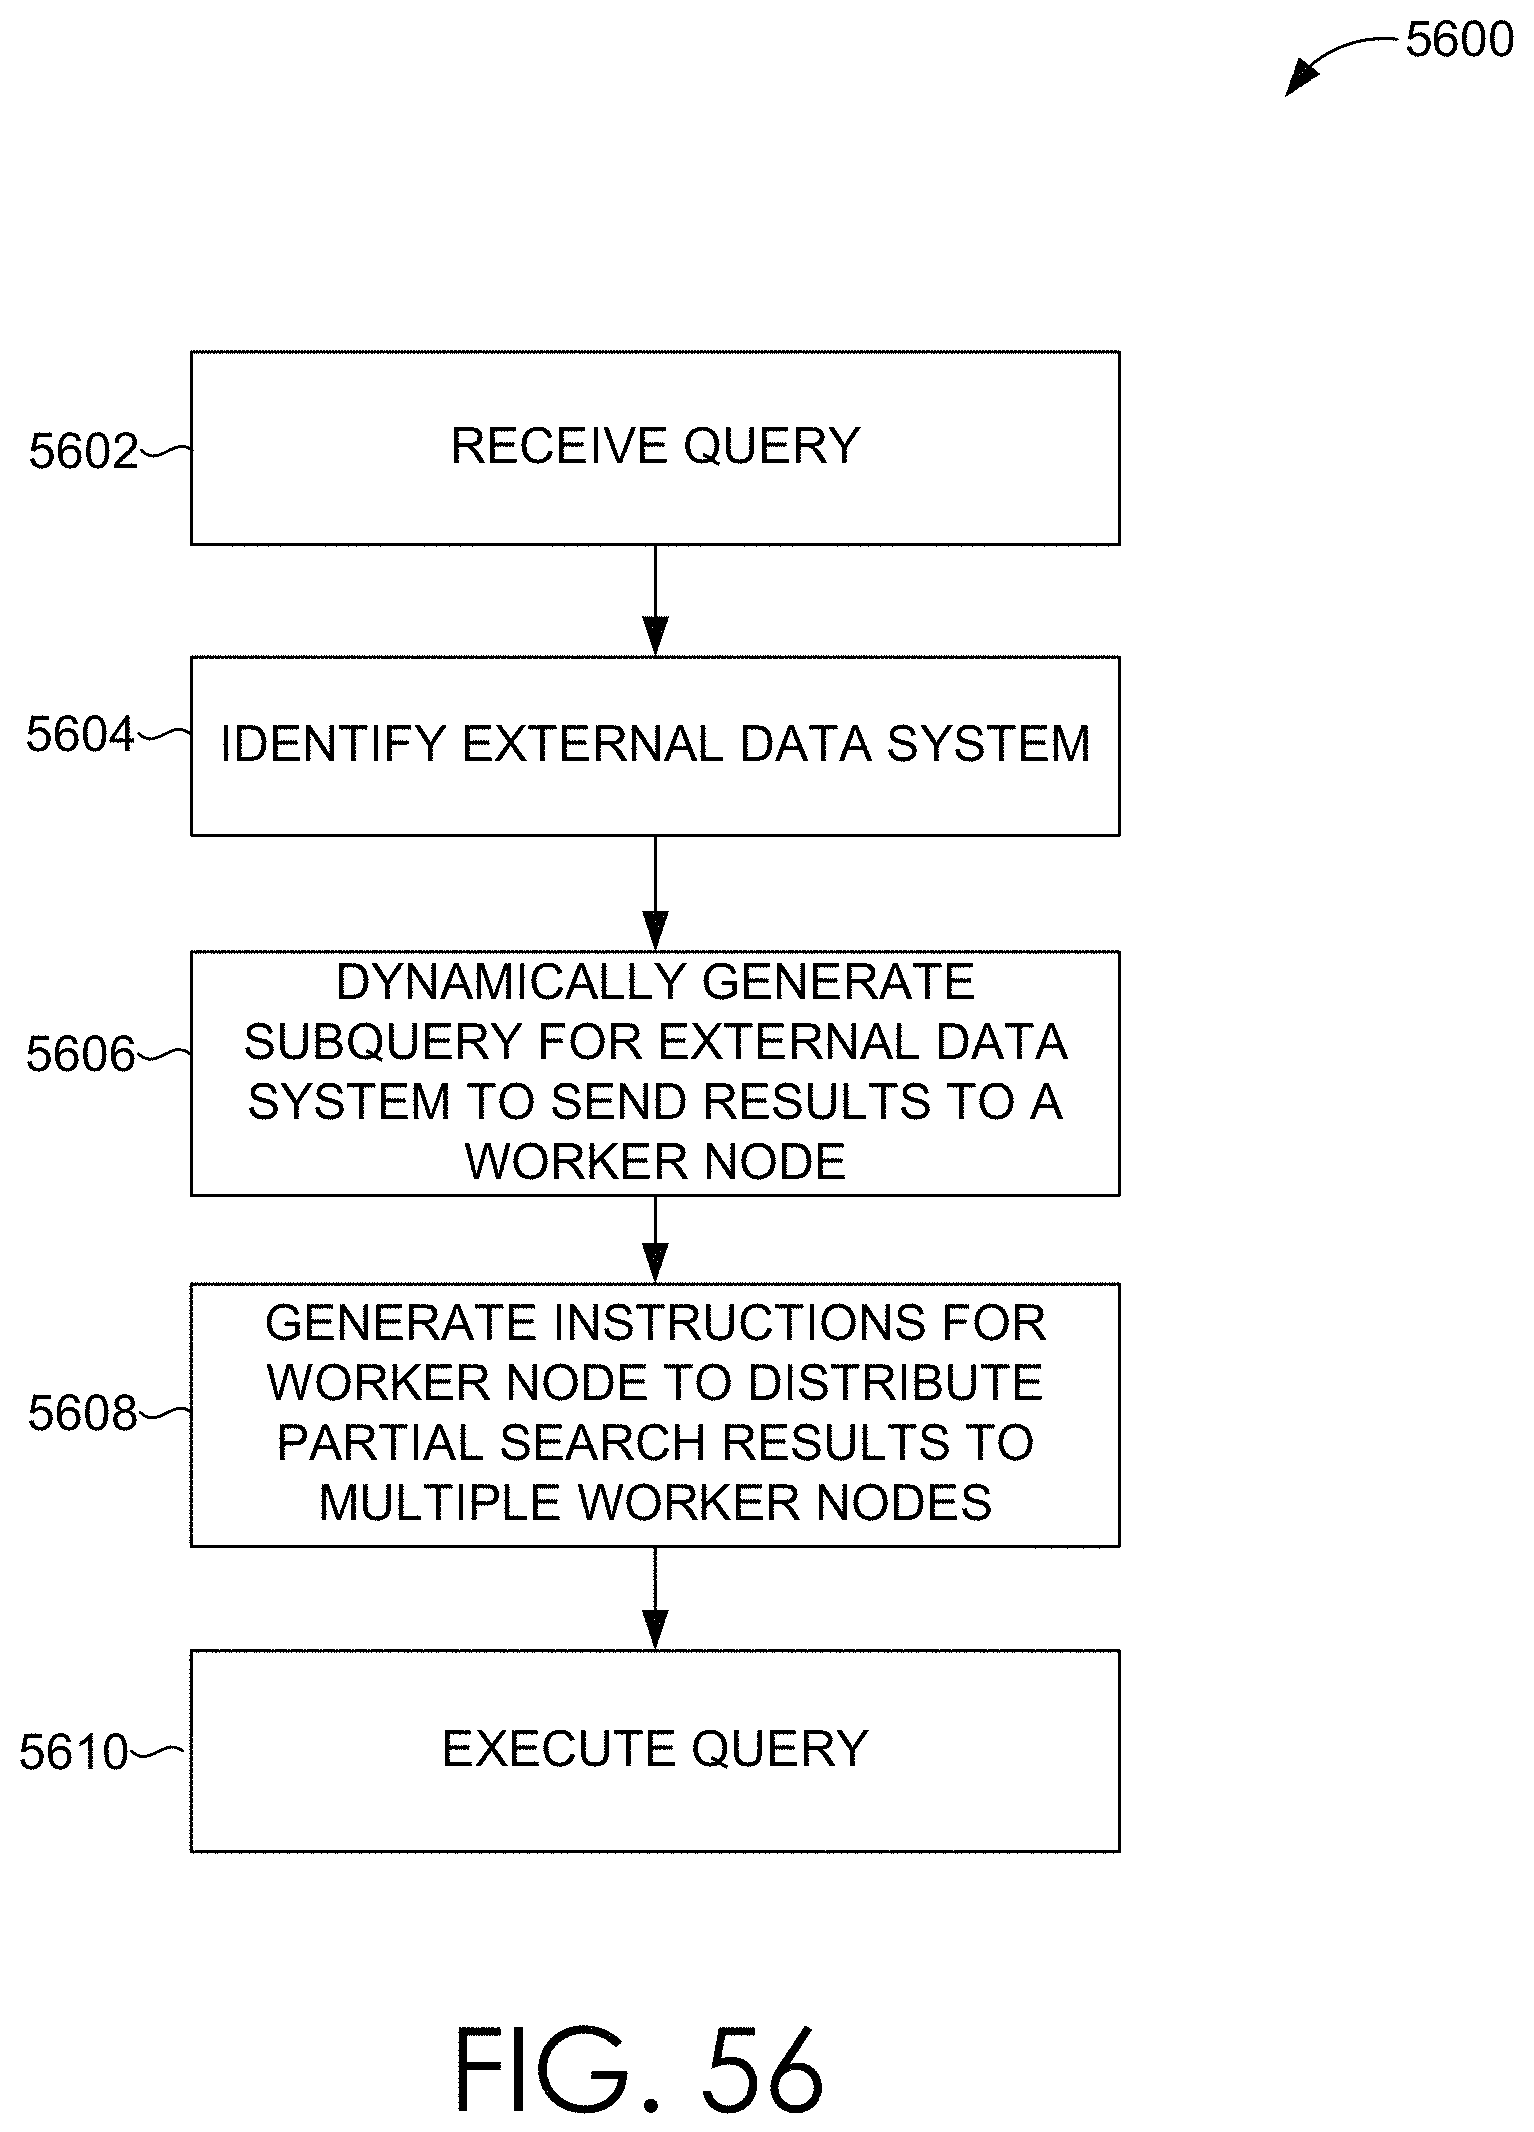 5600
5602
RECEIVE QUERY
5604
IDENTIFY EXTERNAL DATA SYSTEM
5606
DYNAMICALLY GENERATE
SUBQUERY FOR EXTERNAL DATA
SYSTEM TO SEND RESULTS TO A
WORKER NODE
5608
GENERATE INSTRUCTIONS FOR
WORKER NODE TO DISTRIBUTE
PARTIAL SEARCH RESULTS TO
MULTIPLE WORKER NODES
5610
EXECUTE QUERY
FIG. 56